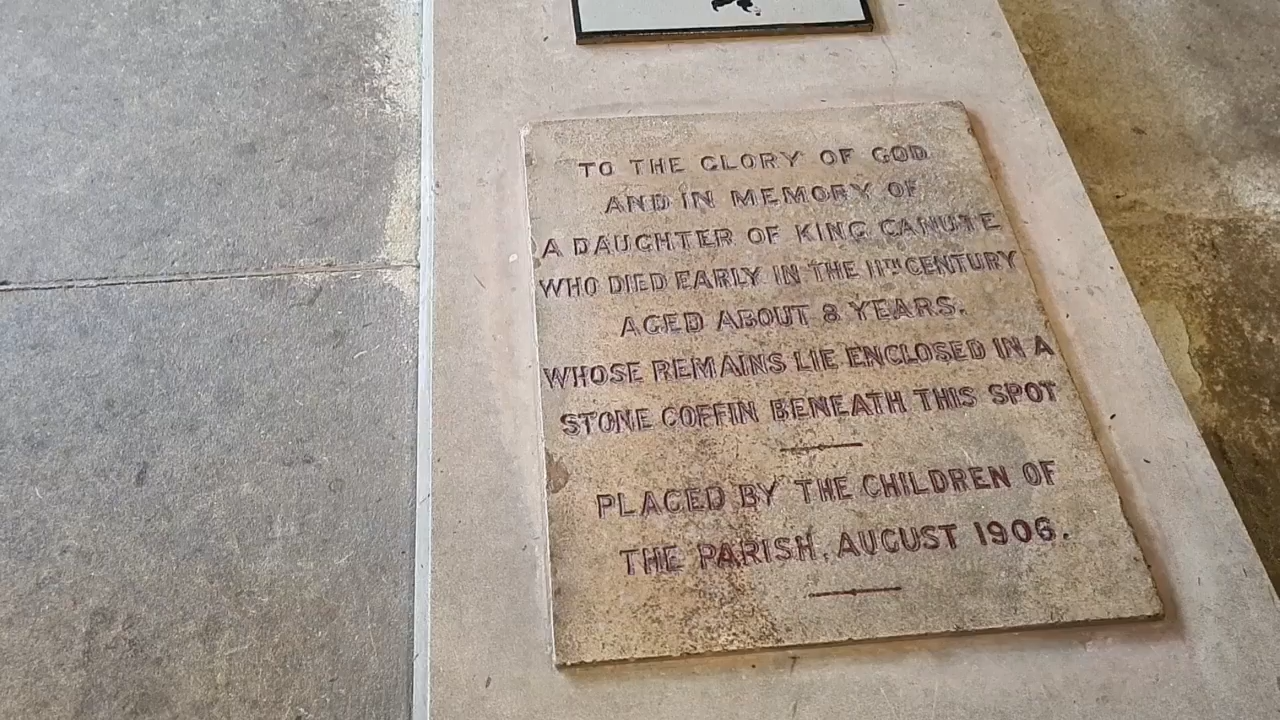 TO THE GLORY OF GOD
AND IN MEMORY OF
A DAUGHTER OF KING CANUTE
WHO DIED EARLY IN THE 11TH CENTURY
AGED ABOUT 8 YEARS.
WHOSE REMAINS LIE ENCLOSED IN A
STONE COFFIN BENEATH THIS SPOT
PLACED BY THE CHILDREN OF
THE PARISH, AUGUST 1906.